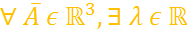 ∀ Ā ϵ ℝ³, ∃ λ ϵ ℝ